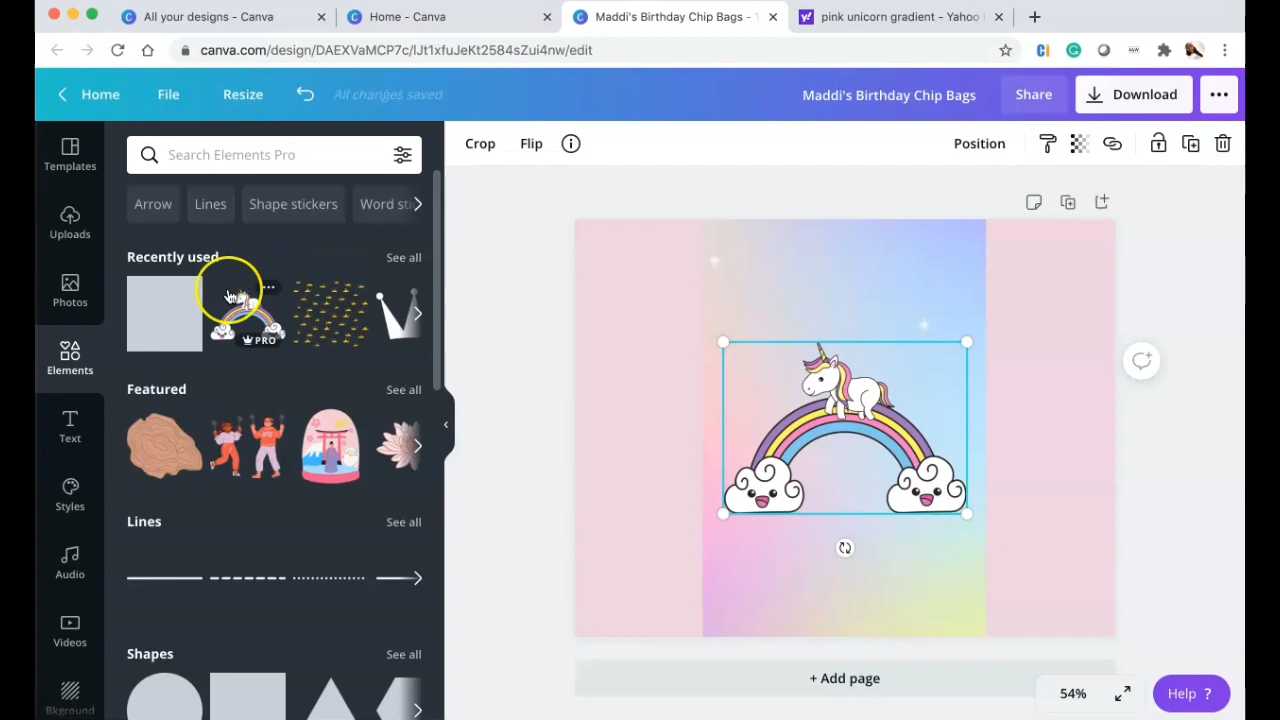 All your designs - Canva
Home - Canva
Maddi's Birthday Chip Bags - 1
pink unicorn gradient - Yahoo
canva.com/design/DAEXVaMCP7c/lJt1xfuJeKt2584sZui4nw/edit
Home
File
Resize
All changes saved
Maddi's Birthday Chip Bags
Share
Download
Templates
Uploads
Photos
Elements
Text
Styles
Audio
Videos
Bkground
Search Elements Pro
Arrow
Lines
Shape stickers
Word sti
Recently used
See all
PRO
Featured
See all
Lines
See all
Shapes
See all
Crop
Flip
Position
+ Add page
54%
Help ?